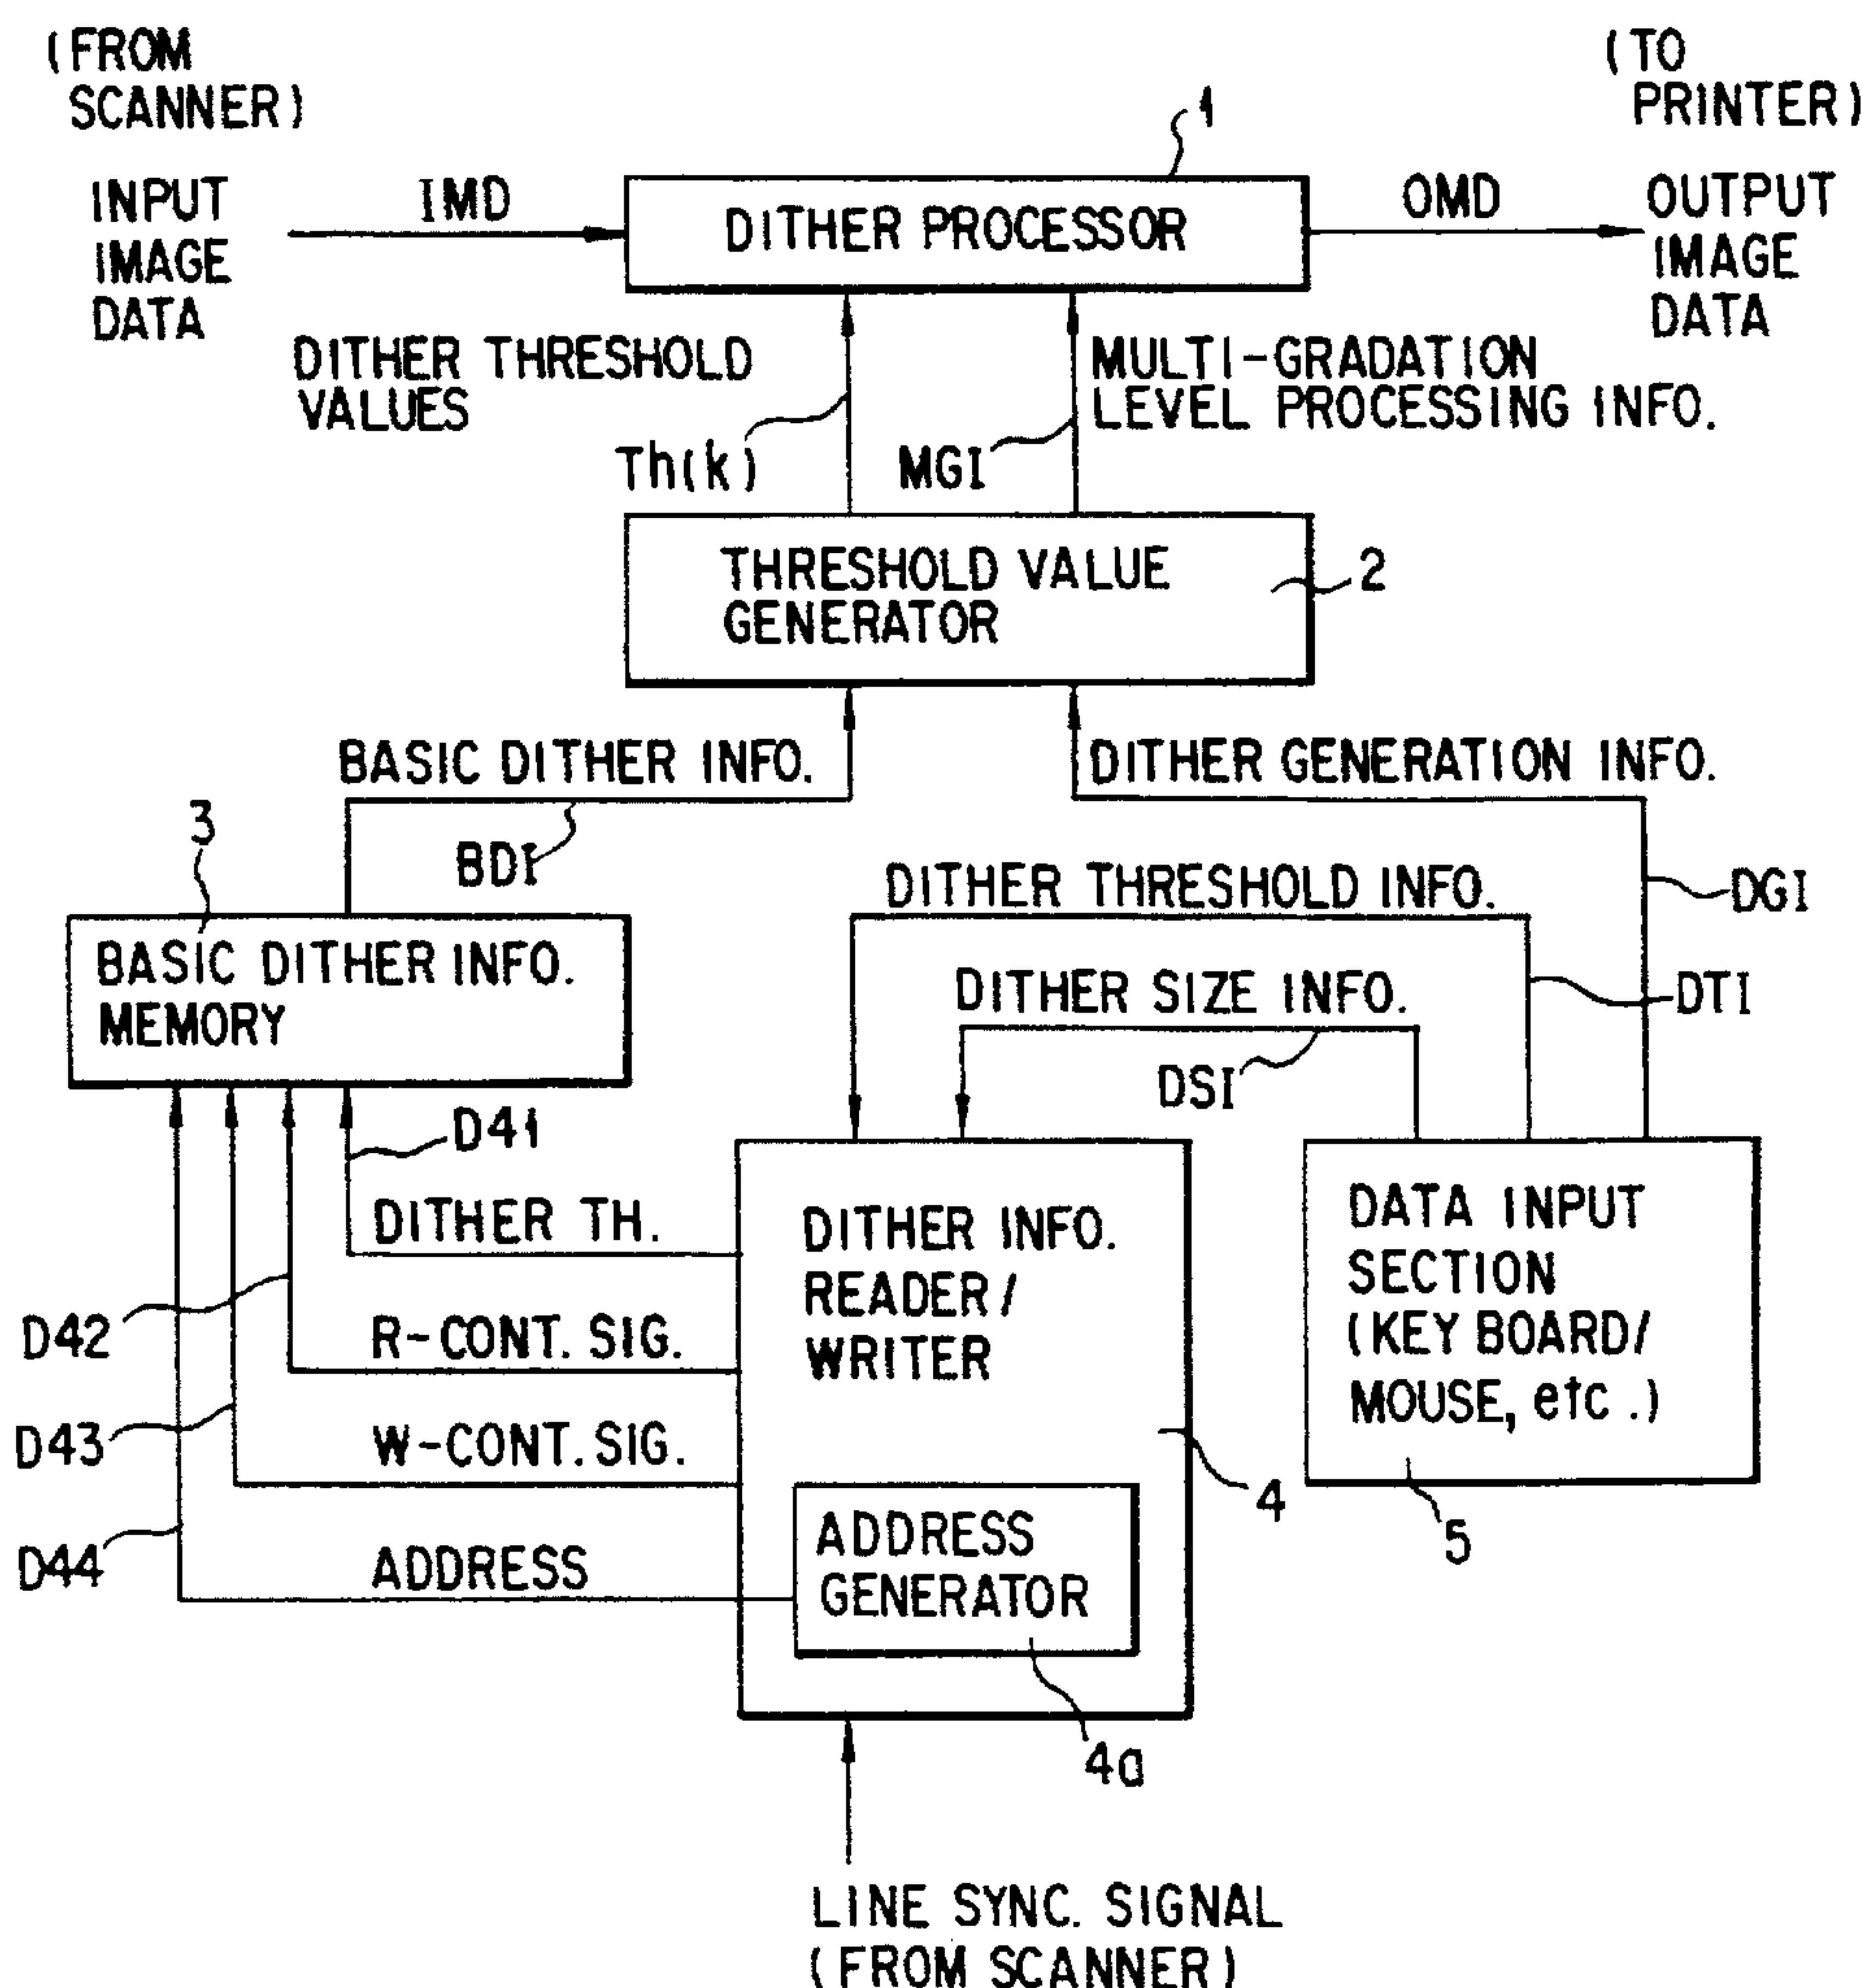 (FROM
SCANNER)
(TO
PRINTER)
1
INPUT
IMAGE
DATA
IMD
DITHER PROCESSOR
OMD
OUTPUT
IMAGE
DATA
DITHER THRESHOLD
VALUES
MULTI-GRADATION
LEVEL PROCESSING INFO.
Th(k)
MGI
THRESHOLD VALUE
GENERATOR
2
BASIC DITHER INFO.
DITHER GENERATION INFO.
3
BDI
DITHER THRESHOLD INFO.
DGI
BASIC DITHER INFO.
MEMORY
DITHER SIZE INFO.
DTI
DSI
D41
DITHER TH.
DITHER INFO.
READER/
WRITER
DATA INPUT
SECTION
(KEY BOARD/
MOUSE, etc.)
D42
R-CONT. SIG.
D43
W-CONT. SIG.
4
5
D44
ADDRESS
ADDRESS
GENERATOR
4a
LINE SYNC. SIGNAL
(FROM SCANNER)